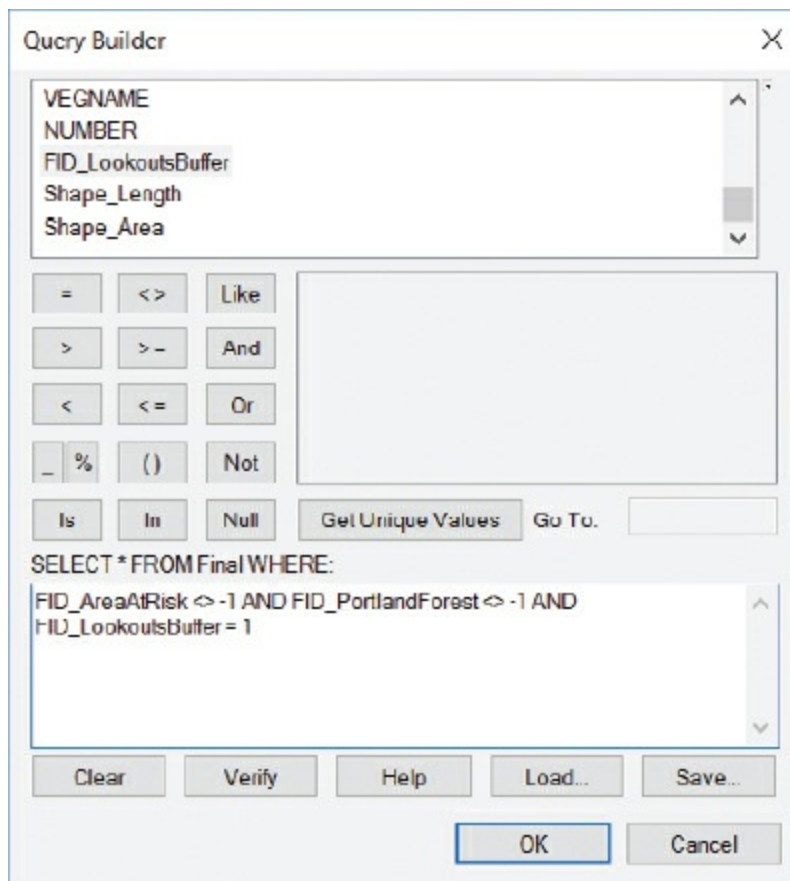 Query Builder
VEGNAME
NUMBER
FID_LookoutsBuffer
Shape_Length
Shape_Area
= <> Like
> >= And
< <= Or
_ % () Not
Is In Null Get Unique Values Go To:
SELECT * FROM Final WHERE:
FID_AreaAtRisk <> -1 AND FID_PortlandForest <> -1 AND
FID_LookoutsBuffer = 1
Clear Verify Help Load... Save...
OK Cancel